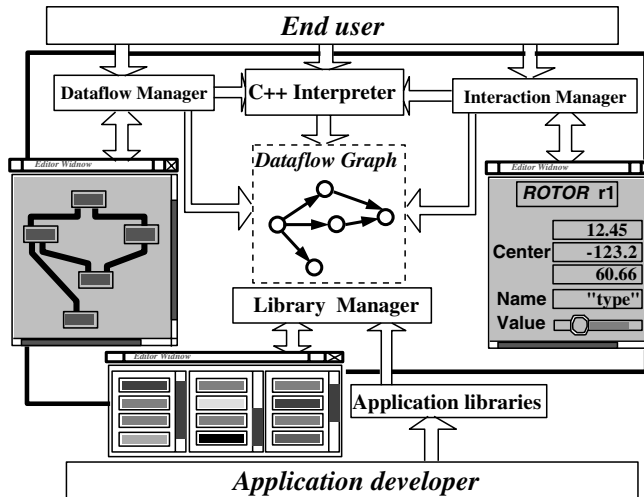 End user
Dataflow Manager
C++ Interpreter
Interaction Manager
Dataflow Graph
Editor Widnow
Editor Widnow
ROTOR r1
12.45
Center -123.2
60.66
Name "type"
Value
Library Manager
Editor Widnow
Application libraries
Application developer